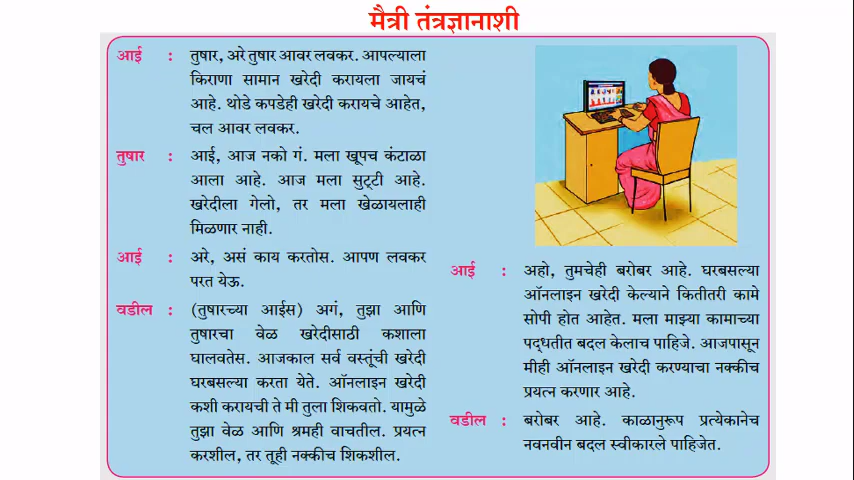 मैत्री तंत्रज्ञानाशी
आई : तुषार, अरे तुषार आवर लवकर. आपल्याला
किराणा सामान खरेदी करायला जायचं
आहे. थोडे कपडेही खरेदी करायचे आहेत,
चल आवर लवकर.
तुषार : आई, आज नको गं. मला खूपच कंटाळा
आला आहे. आज मला सुट्टी आहे.
खरेदीला गेलो, तर मला खेळायलाही
मिळणार नाही.
आई : अरे, असं काय करतोस. आपण लवकर
परत येऊ.
वडील : (तुषारच्या आईस) अगं, तुझा आणि
तुषारचा वेळ खरेदीसाठी कशाला
घालवतेस. आजकाल सर्व वस्तूंची खरेदी
घरबसल्या करता येते. ऑनलाइन खरेदी
कशी करायची ते मी तुला शिकवतो. यामुळे
तुझा वेळ आणि श्रमही वाचतील. प्रयत्न
करशील, तर तूही नक्कीच शिकशील.
आई : अहो, तुमचेही बरोबर आहे. घरबसल्या
ऑनलाइन खरेदी केल्याने कितीतरी कामे
सोपी होत आहेत. मला माझ्या कामाच्या
पद्धतीत बदल केलाच पाहिजे. आजपासून
मीही ऑनलाइन खरेदी करण्याचा नक्कीच
प्रयत्न करणार आहे.
वडील : बरोबर आहे. काळानुरूप प्रत्येकानेच
नवनवीन बदल स्वीकारले पाहिजेत.